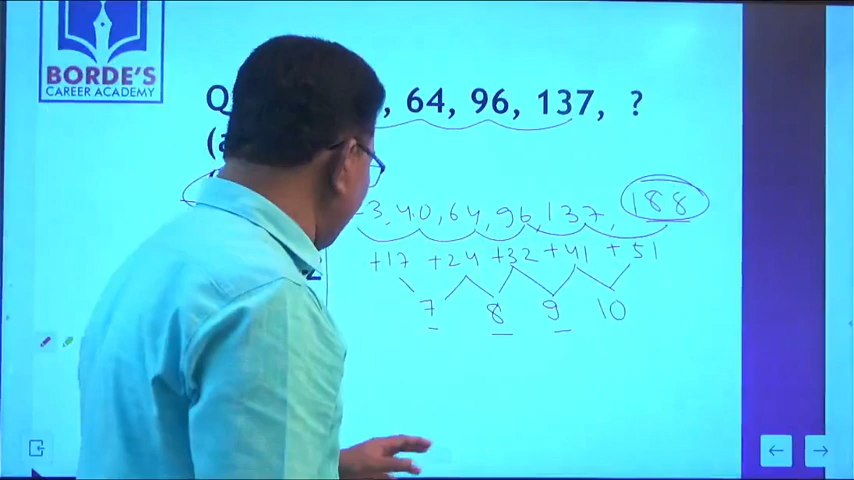 BORDE'S
CAREER ACADEMY
Q , 64, 96, 137, ?
(a
3, 40, 64, 96, 137, 188
+17 +24 +32 +41 +51
7 8 9 10
2